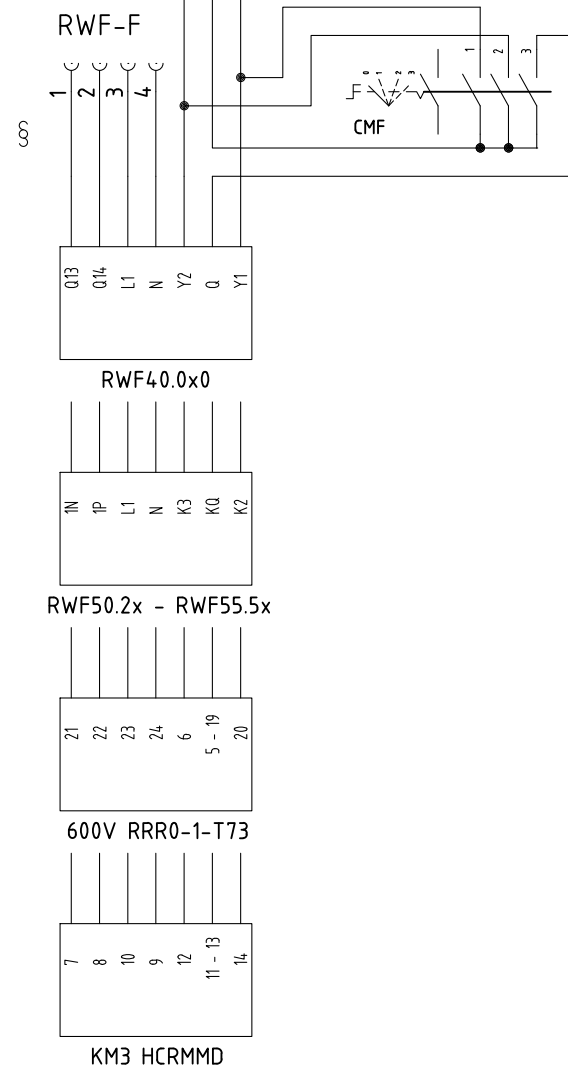 RWF-F
1 2 3 4
0 1 2 3
1 2 3
CMF
Q13 Q14 L1 N Y2 Q Y1
RWF40.0x0
1N 1P L1 N K3 KQ K2
RWF50.2x - RWF55.5x
21 22 23 24 6 5 - 19 20
600V RRR0-1-T73
7 8 10 9 12 11 - 13 14
KM3 HCRMMD